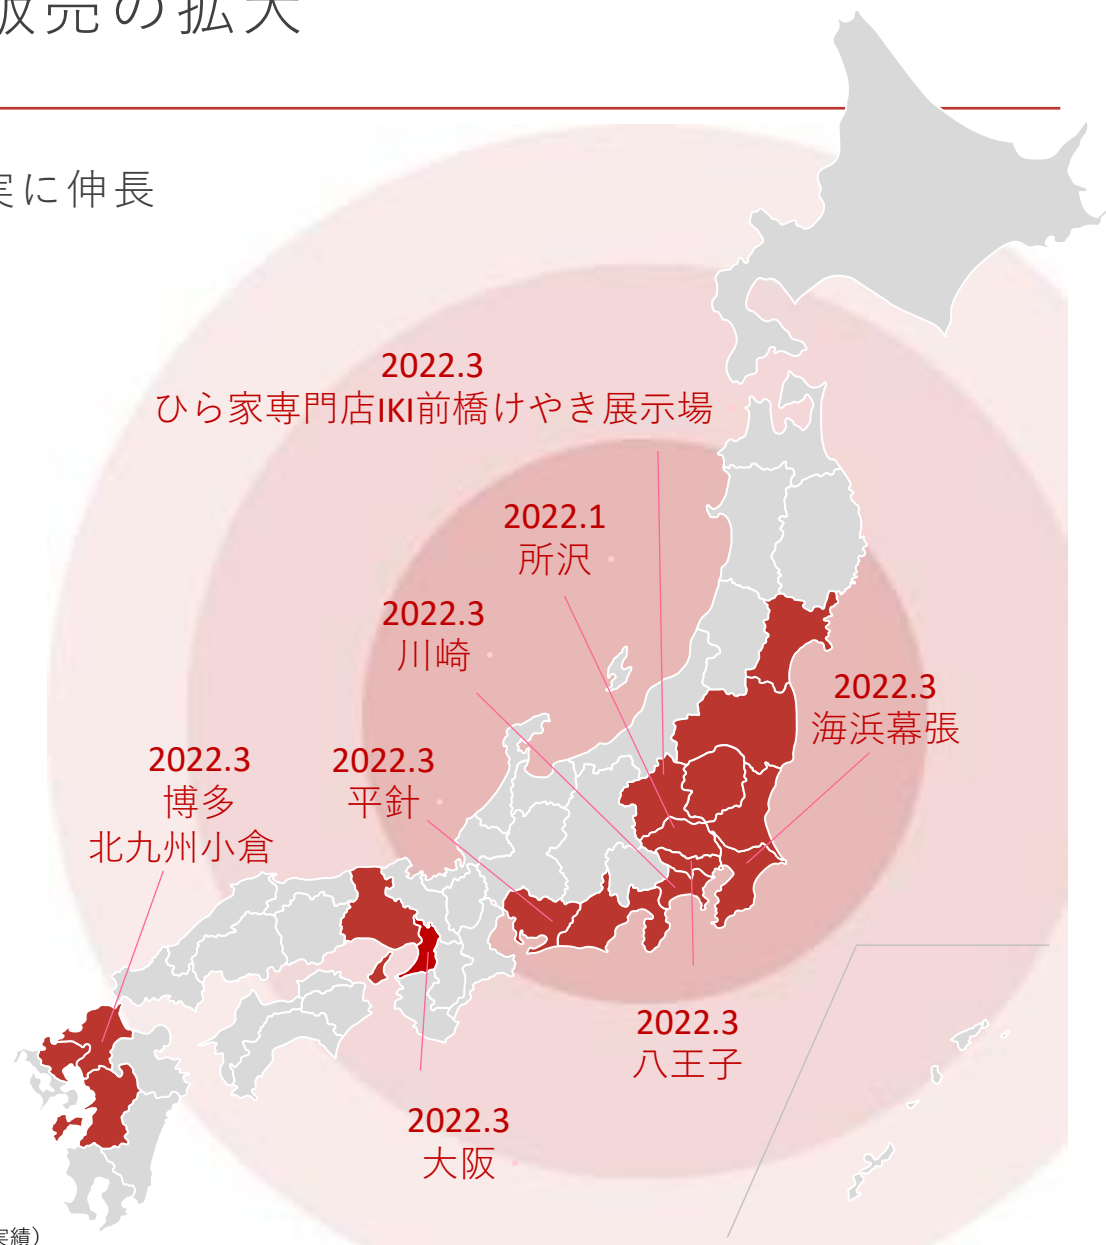 販売の拡大
実に伸長
2022.3
ひら家専門店IKI前橋けやき展示場
2022.1
所沢
2022.3
川崎
2022.3
海浜幕張
2022.3
平針
2022.3
博多
北九州小倉
2022.3
八王子
2022.3
大阪
実績）